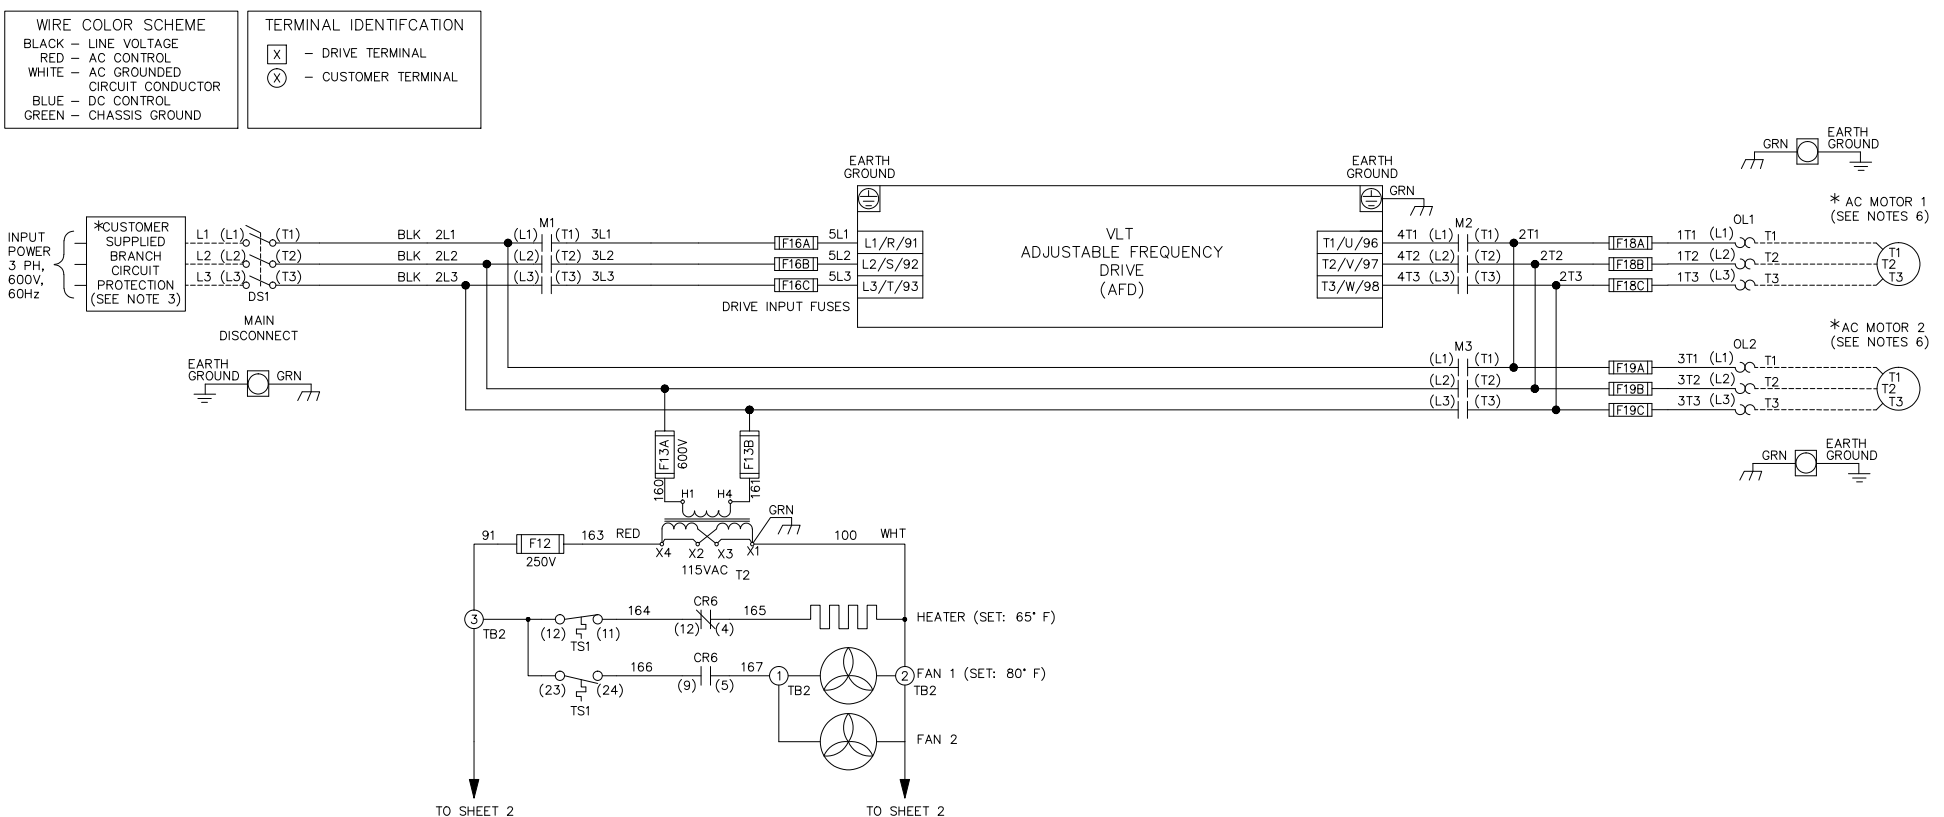 WIRE COLOR SCHEME
BLACK – LINE VOLTAGE
RED – AC CONTROL
WHITE – AC GROUNDED
CIRCUIT CONDUCTOR
BLUE – DC CONTROL
GREEN – CHASSIS GROUND
TERMINAL IDENTIFCATION
X – DRIVE TERMINAL
X – CUSTOMER TERMINAL
INPUT
POWER
3 PH,
600V,
60Hz
*CUSTOMER
SUPPLIED
BRANCH
CIRCUIT
PROTECTION
(SEE NOTE 3)
L1 (L1) (T1) BLK 2L1 (L1) M1 (T1) 3L1 F16A 5L1 L1/R/91
L2 (L2) (T2) BLK 2L2 (L2) (T2) 3L2 F16B 5L2 L2/S/92
L3 (L3) (T3) BLK 2L3 (L3) (T3) 3L3 F16C 5L3 L3/T/93
DS1
MAIN
DISCONNECT
DRIVE INPUT FUSES
EARTH
GROUND
GRN
EARTH
GROUND
VLT
ADJUSTABLE FREQUENCY
DRIVE
(AFD)
EARTH
GROUND
GRN
T1/U/96 4T1 (L1) M2 (T1) 2T1 F18A 1T1 (L1) OL1 T1
T2/V/97 4T2 (L2) (T2) 2T2 F18B 1T2 (L2) T2
T3/W/98 4T3 (L3) (T3) 2T3 F18C 1T3 (L3) T3
GRN
EARTH
GROUND
* AC MOTOR 1
(SEE NOTES 6)
T1
T2
T3
*AC MOTOR 2
(SEE NOTES 6)
(L1) M3 (T1) F19A 3T1 (L1) OL2 T1
(L2) (T2) F19B 3T2 (L2) T2
(L3) (T3) F19C 3T3 (L3) T3
T1
T2
T3
GRN
EARTH
GROUND
F13A
600V
F13B
160
161
H1 H4
GRN
91 F12 163 RED
250V
X4 X2 X3 X1
100 WHT
115VAC T2
3
TB2
(12) (11)
TS1
164
CR6
(12) (4)
165
HEATER (SET: 65° F)
(23) (24)
TS1
166
CR6
(9) (5)
167
1
TB2
2
TB2
FAN 1 (SET: 80° F)
FAN 2
TO SHEET 2
TO SHEET 2